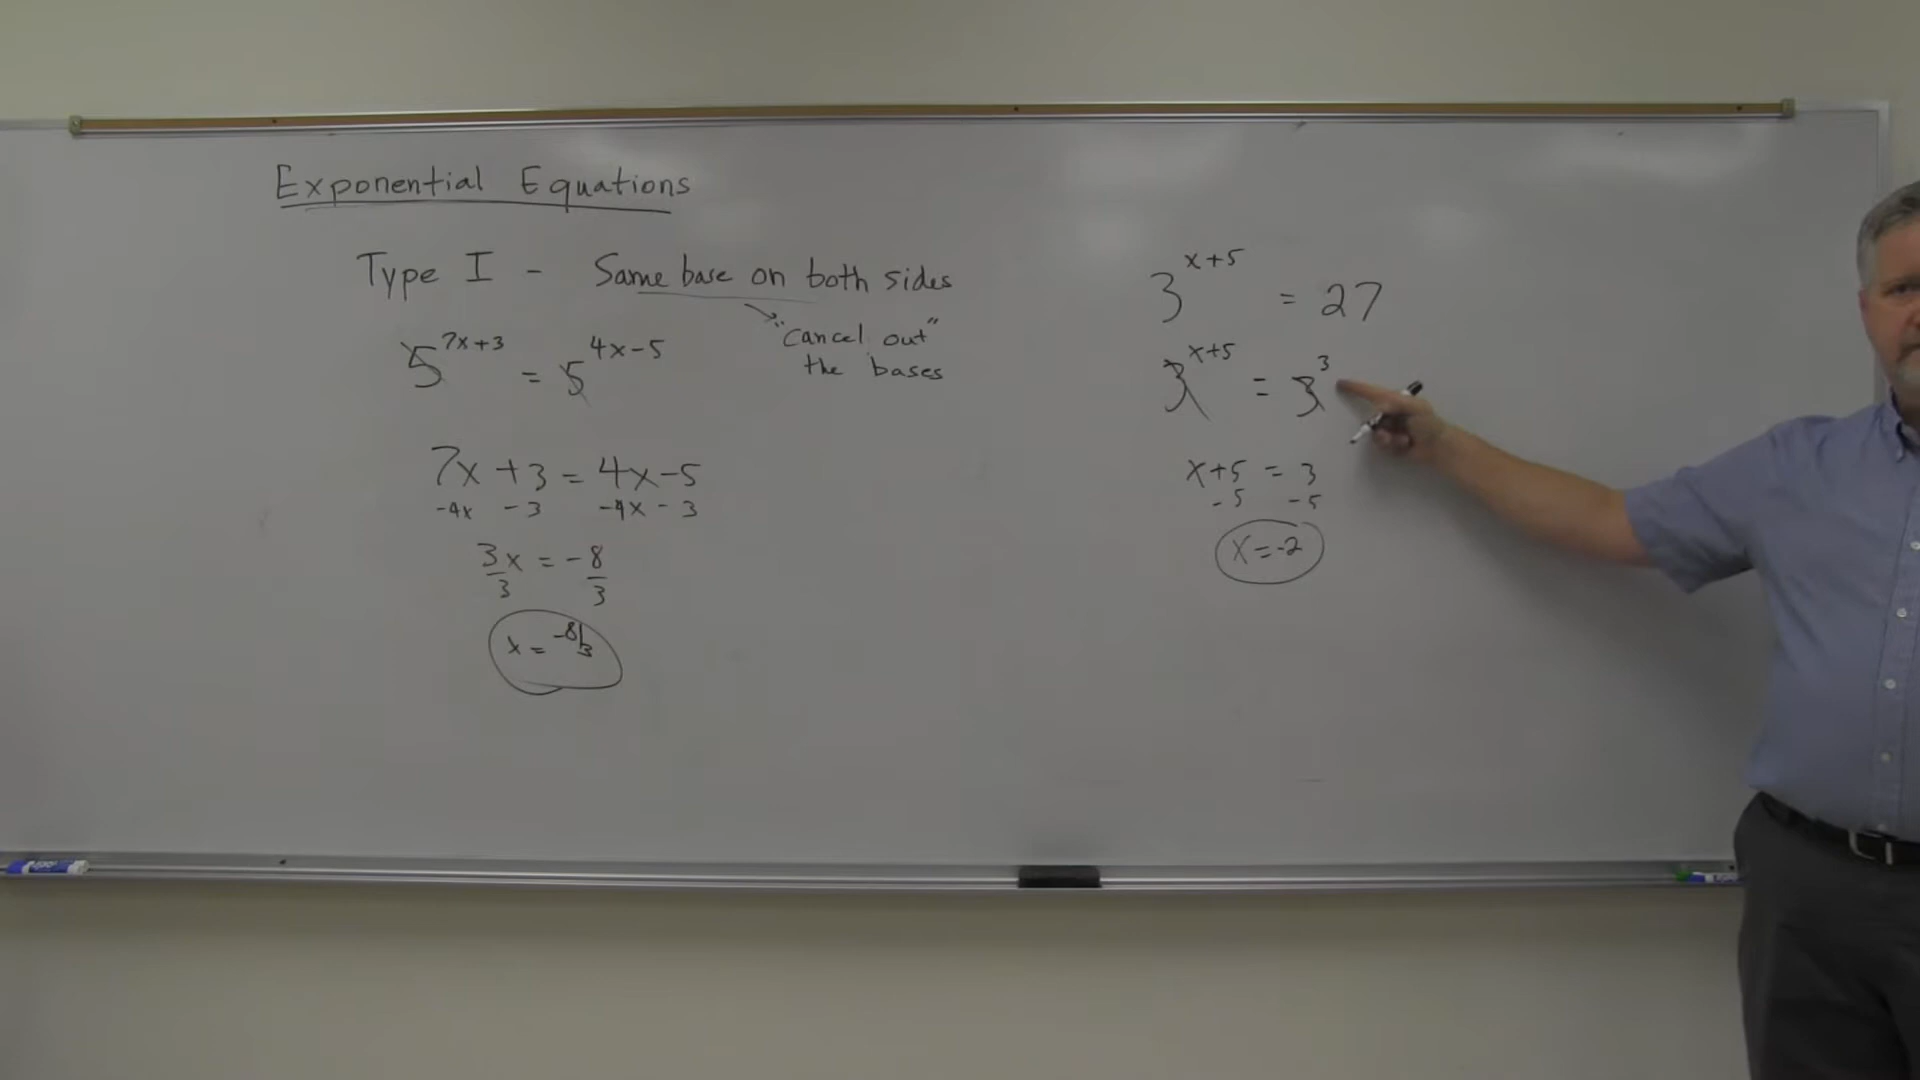 Exponential Equations
Type I - Same base on both sides
"Cancel out"
the bases
5^{7x+3} = 5^{4x-5}
7x + 3 = 4x - 5
-4x - 3 -4x - 3
3x = -8
3 3
x = -8/3
3^{x+5} = 27
3^{x+5} = 3^3
x+5 = 3
-5 -5
x = -2